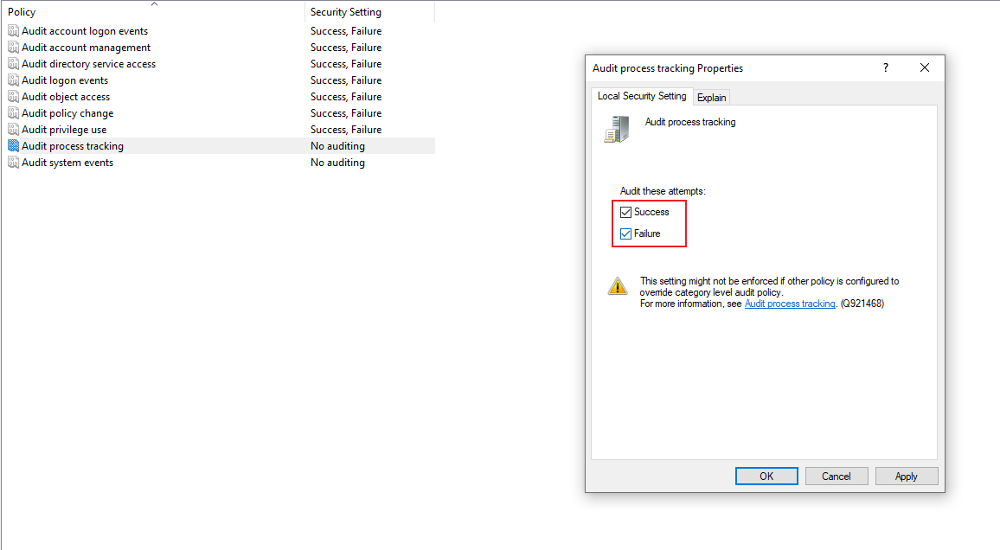 Policy Security Setting
Audit account logon events Success, Failure
Audit account management Success, Failure
Audit directory service access Success, Failure
Audit logon events Success, Failure
Audit object access Success, Failure
Audit policy change Success, Failure
Audit privilege use Success, Failure
Audit process tracking No auditing
Audit system events No auditing
Audit process tracking Properties ?
Local Security Setting Explain
Audit process tracking
Audit these attempts:
Success
Failure
This setting might not be enforced if other policy is configured to
override category level audit policy.
For more information, see Audit process tracking. (Q921468)
OK Cancel Apply